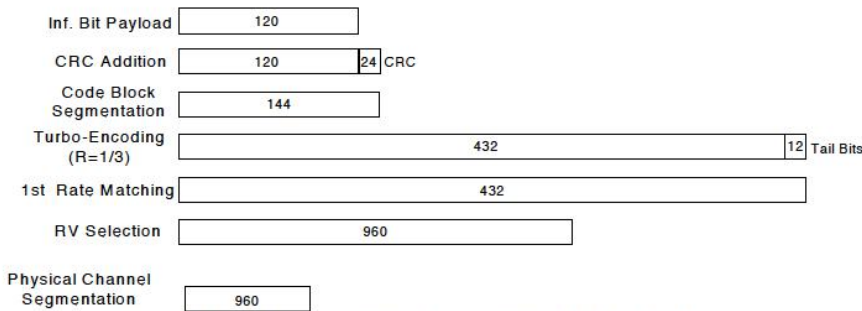 Inf. Bit Payload 120
CRC Addition 120 24 CRC
Code Block
Segmentation 144
Turbo-Encoding
(R=1/3) 432 12 Tail Bits
1st Rate Matching 432
RV Selection 960
Physical Channel
Segmentation 960